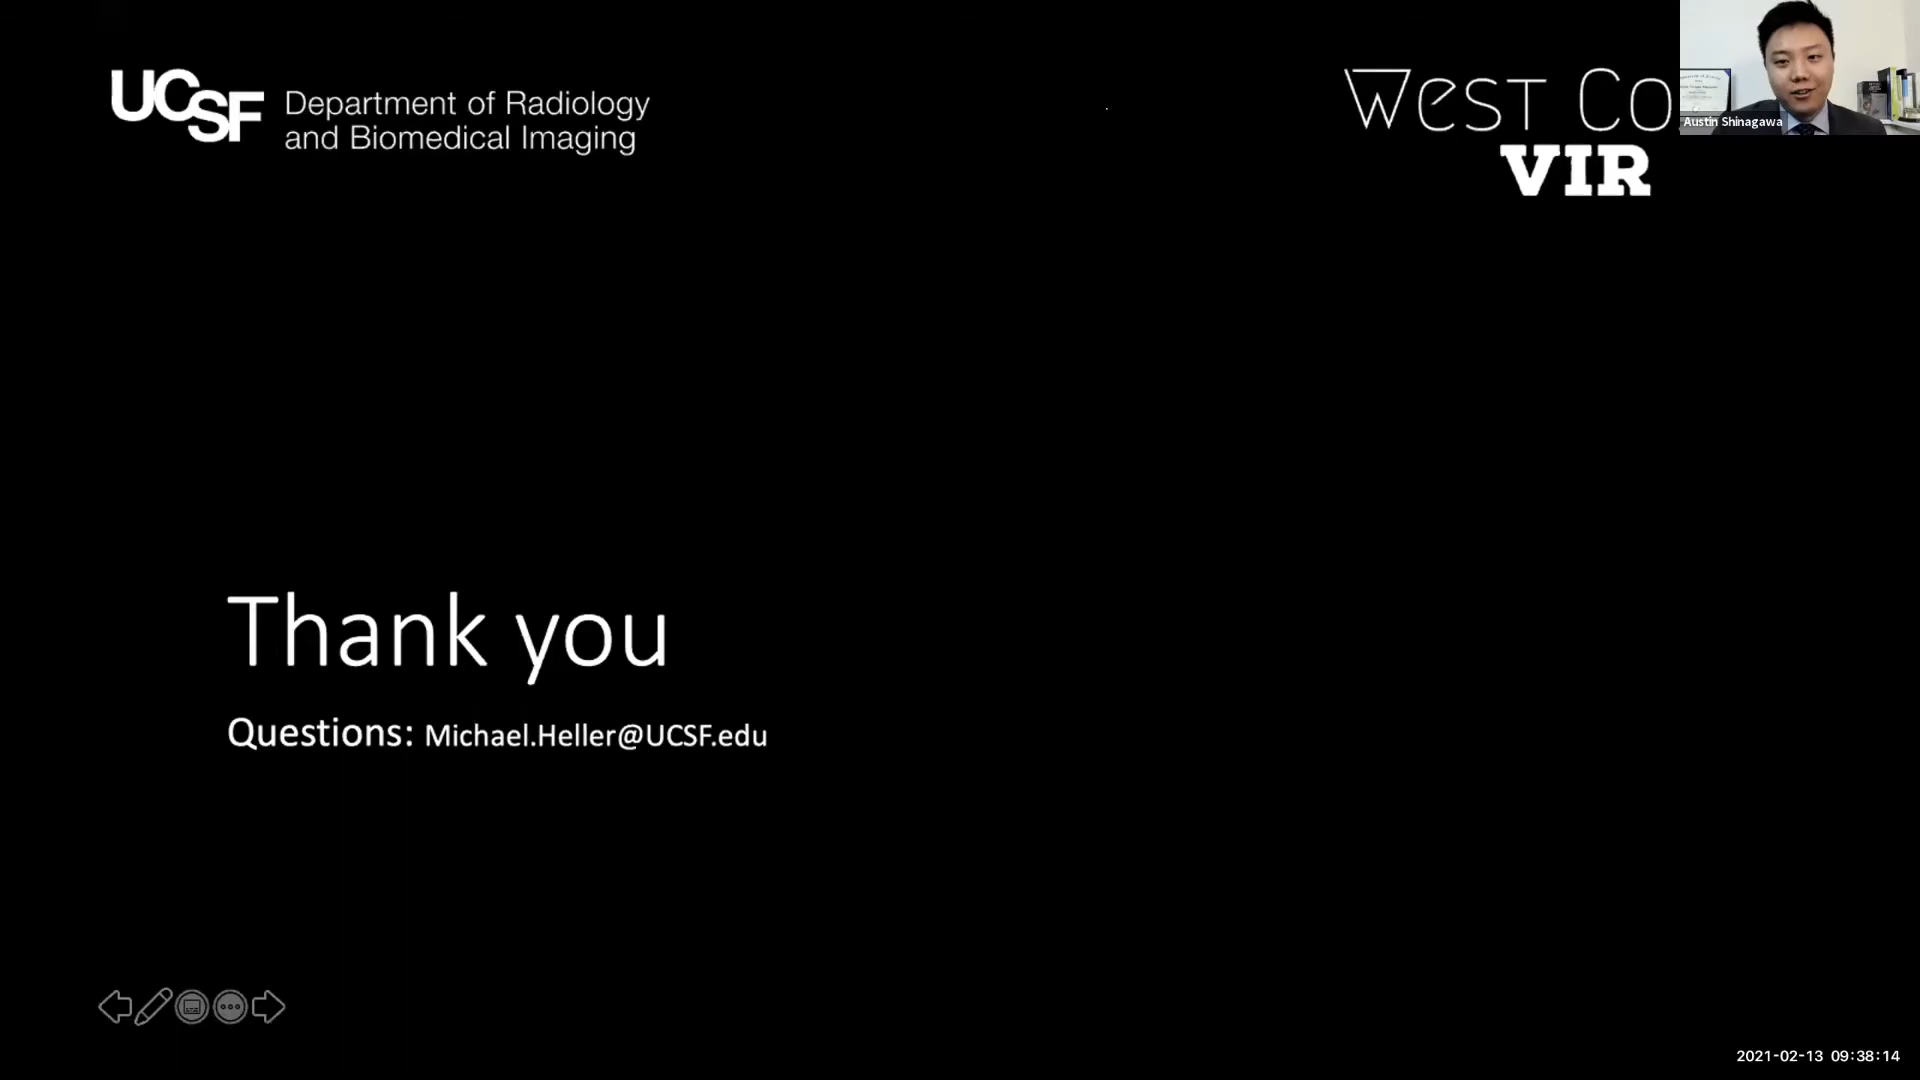 UCSF Department of Radiology
and Biomedical Imaging
West Co
VIR
Austin Shinagawa
Thank you
Questions: Michael.Heller@UCSF.edu
2021-02-13 09:38:14